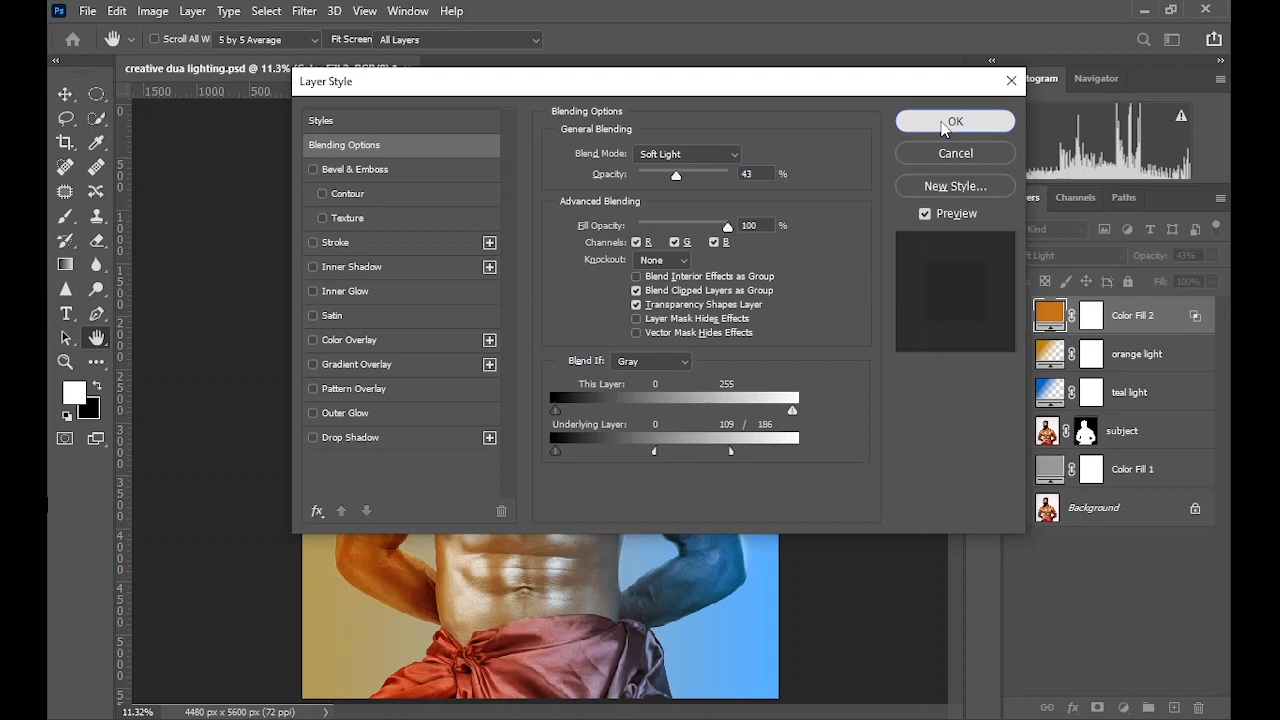 Ps File Edit Image Layer Type Select Filter 3D View Window Help
Scroll All W 5 by 5 Average Fit Screen All Layers
creative dua lighting.psd @ 11.3%
1500 1000 500
Layer Style
Styles
Blending Options
Bevel & Emboss
Contour
Texture
Stroke
Inner Shadow
Inner Glow
Satin
Color Overlay
Gradient Overlay
Pattern Overlay
Outer Glow
Drop Shadow
fx
Blending Options
General Blending
Blend Mode: Soft Light
Opacity: 43 %
Advanced Blending
Fill Opacity: 100 %
Channels: R G B
Knockout: None
Blend Interior Effects as Group
Blend Clipped Layers as Group
Transparency Shapes Layer
Layer Mask Hides Effects
Vector Mask Hides Effects
Blend If: Gray
This Layer: 0 255
Underlying Layer: 0 109 / 186
OK
Cancel
New Style...
Preview
togram Navigator
ers Channels Paths
Kind
ft Light Opacity: 43%
Fill: 100%
Color Fill 2
orange light
teal light
subject
Color Fill 1
Background
fx
11.32% 4480 px x 5600 px (72 ppi)